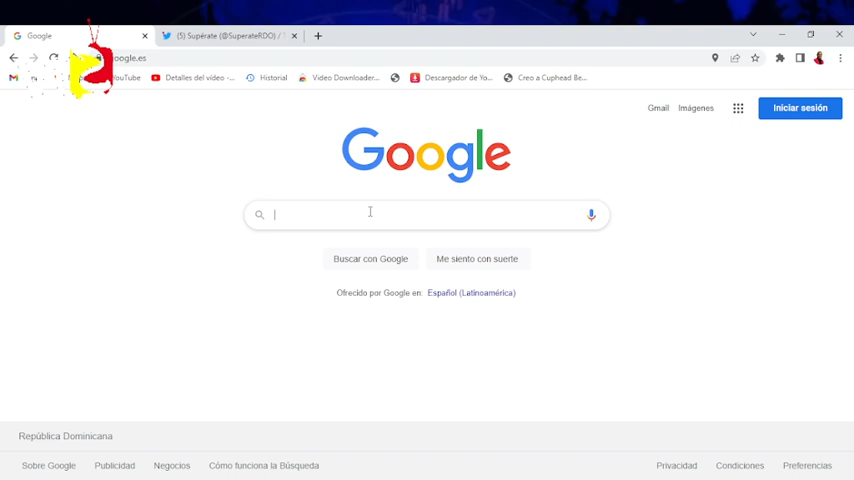 Google
(5) Supérate (@SuperateRDO) / T
oogle.es
YouTube
Detalles del vídeo -...
Historial
Video Downloader...
Descargador de Yo...
Creo a Cuphead Be...
Gmail
Imágenes
Iniciar sesión
Google
Buscar con Google
Me siento con suerte
Ofrecido por Google en: Español (Latinoamérica)
República Dominicana
Sobre Google
Publicidad
Negocios
Cómo funciona la Búsqueda
Privacidad
Condiciones
Preferencias